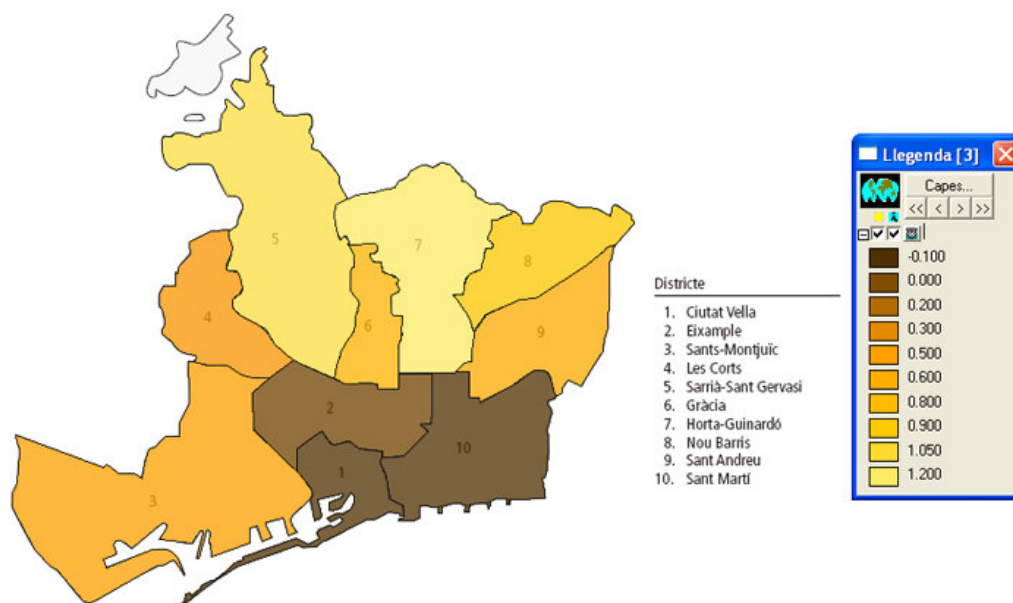 5
7
8
4
6
9
2
10
1
3
Districte
1. Ciutat Vella
2. Eixample
3. Sants-Montjuïc
4. Les Corts
5. Sarrià-Sant Gervasi
6. Gràcia
7. Horta-Guinardó
8. Nou Barris
9. Sant Andreu
10. Sant Martí
Llegenda [3]
Capes...
<< < > >>
-0.100
0.000
0.200
0.300
0.500
0.600
0.800
0.900
1.050
1.200